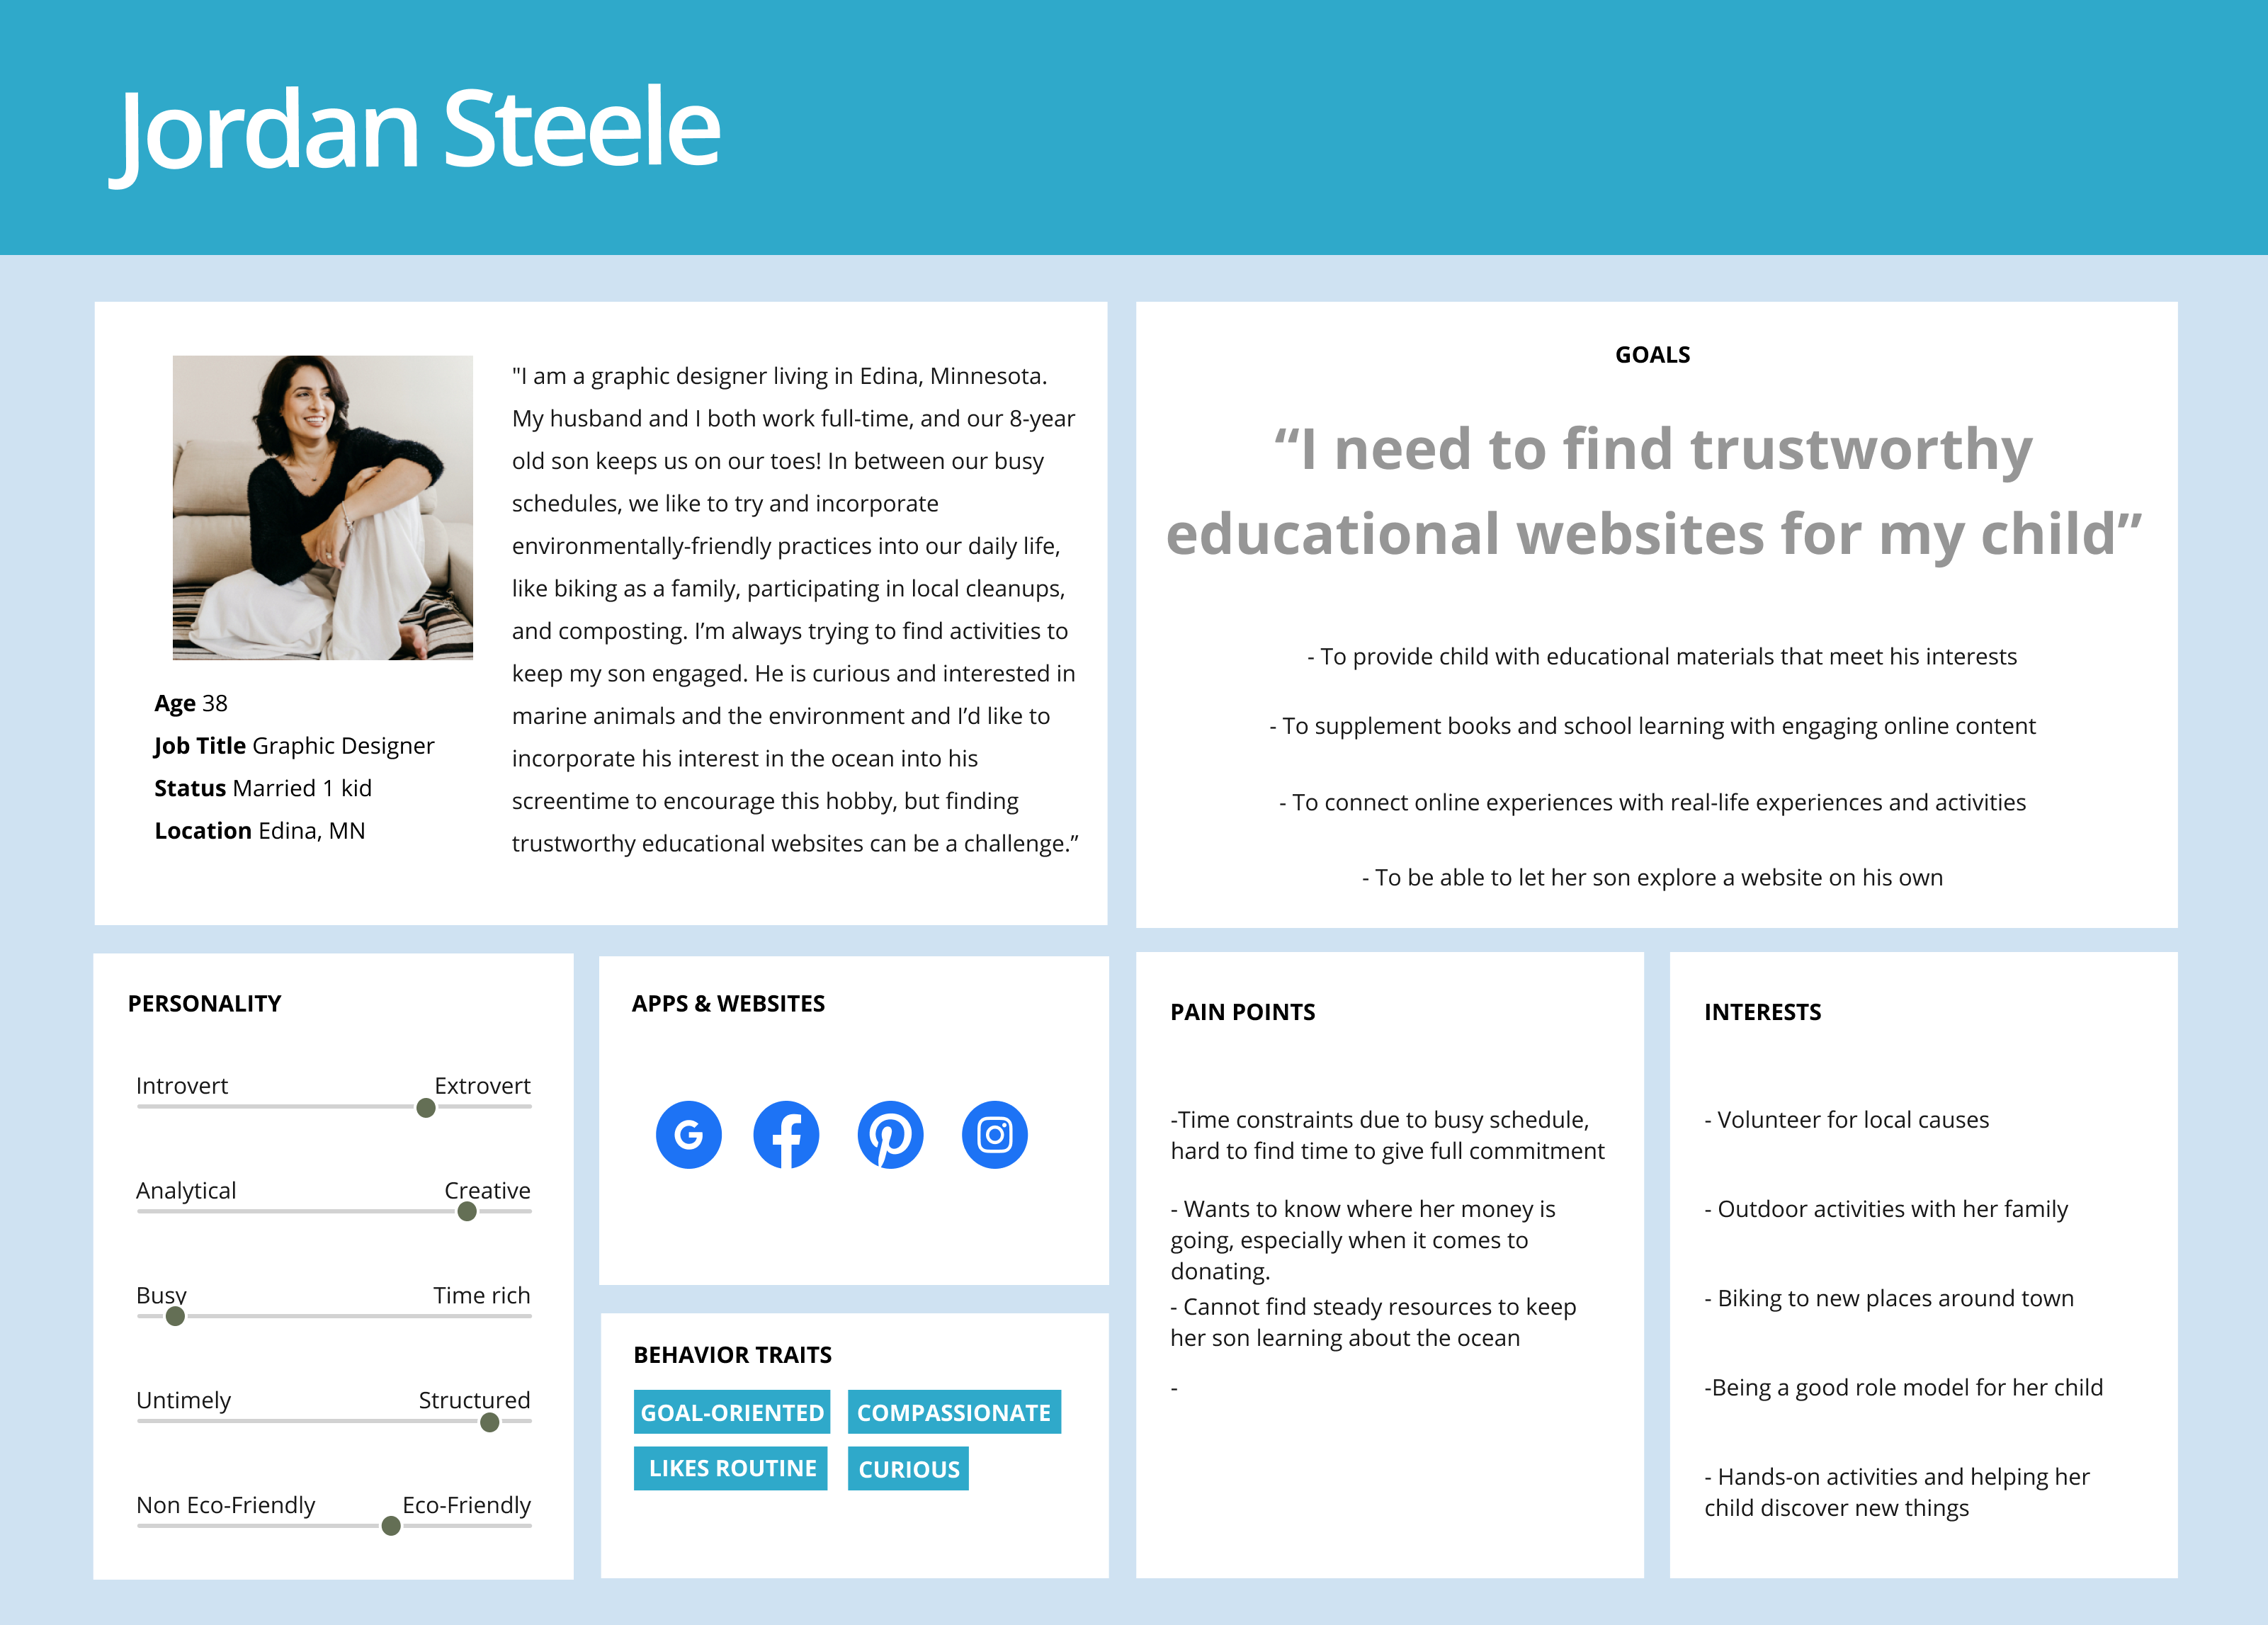 Jordan Steele
"I am a graphic designer living in Edina, Minnesota.
My husband and I both work full-time, and our 8-year
old son keeps us on our toes! In between our busy
schedules, we like to try and incorporate
environmentally-friendly practices into our daily life,
like biking as a family, participating in local cleanups,
and composting. I’m always trying to find activities to
keep my son engaged. He is curious and interested in
marine animals and the environment and I’d like to
incorporate his interest in the ocean into his
screentime to encourage this hobby, but finding
trustworthy educational websites can be a challenge.”
Age 38
Job Title Graphic Designer
Status Married 1 kid
Location Edina, MN
GOALS
“I need to find trustworthy
educational websites for my child”
- To provide child with educational materials that meet his interests
- To supplement books and school learning with engaging online content
- To connect online experiences with real-life experiences and activities
- To be able to let her son explore a website on his own
PERSONALITY
Introvert Extrovert
Analytical Creative
Busy Time rich
Untimely Structured
Non Eco-Friendly Eco-Friendly
APPS & WEBSITES
BEHAVIOR TRAITS
GOAL-ORIENTED COMPASSIONATE
LIKES ROUTINE CURIOUS
PAIN POINTS
-Time constraints due to busy schedule,
hard to find time to give full commitment
- Wants to know where her money is
going, especially when it comes to
donating.
- Cannot find steady resources to keep
her son learning about the ocean
-
INTERESTS
- Volunteer for local causes
- Outdoor activities with her family
- Biking to new places around town
-Being a good role model for her child
- Hands-on activities and helping her
child discover new things